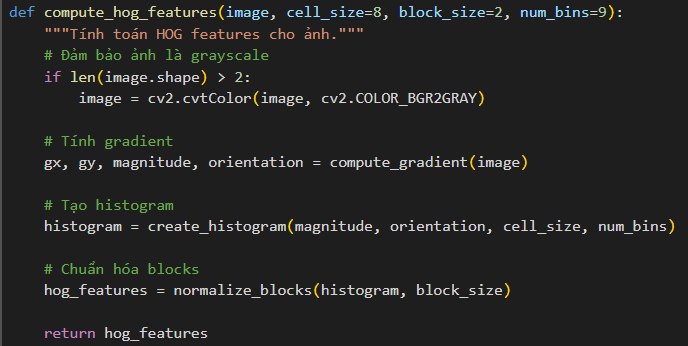 def compute_hog_features(image, cell_size=8, block_size=2, num_bins=9):
    """Tính toán HOG features cho ảnh."""
    # Đảm bảo ảnh là grayscale
    if len(image.shape) > 2:
        image = cv2.cvtColor(image, cv2.COLOR_BGR2GRAY)

    # Tính gradient
    gx, gy, magnitude, orientation = compute_gradient(image)

    # Tạo histogram
    histogram = create_histogram(magnitude, orientation, cell_size, num_bins)

    # Chuẩn hóa blocks
    hog_features = normalize_blocks(histogram, block_size)

    return hog_features